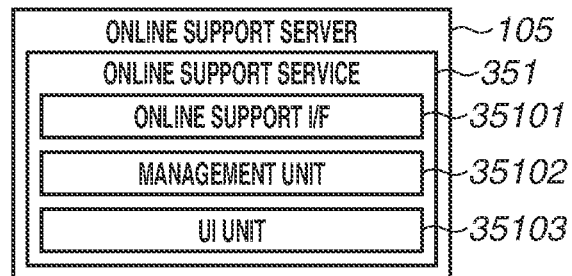 ONLINE SUPPORT SERVER 105
ONLINE SUPPORT SERVICE 351
ONLINE SUPPORT I/F 35101
MANAGEMENT UNIT 35102
UI UNIT 35103